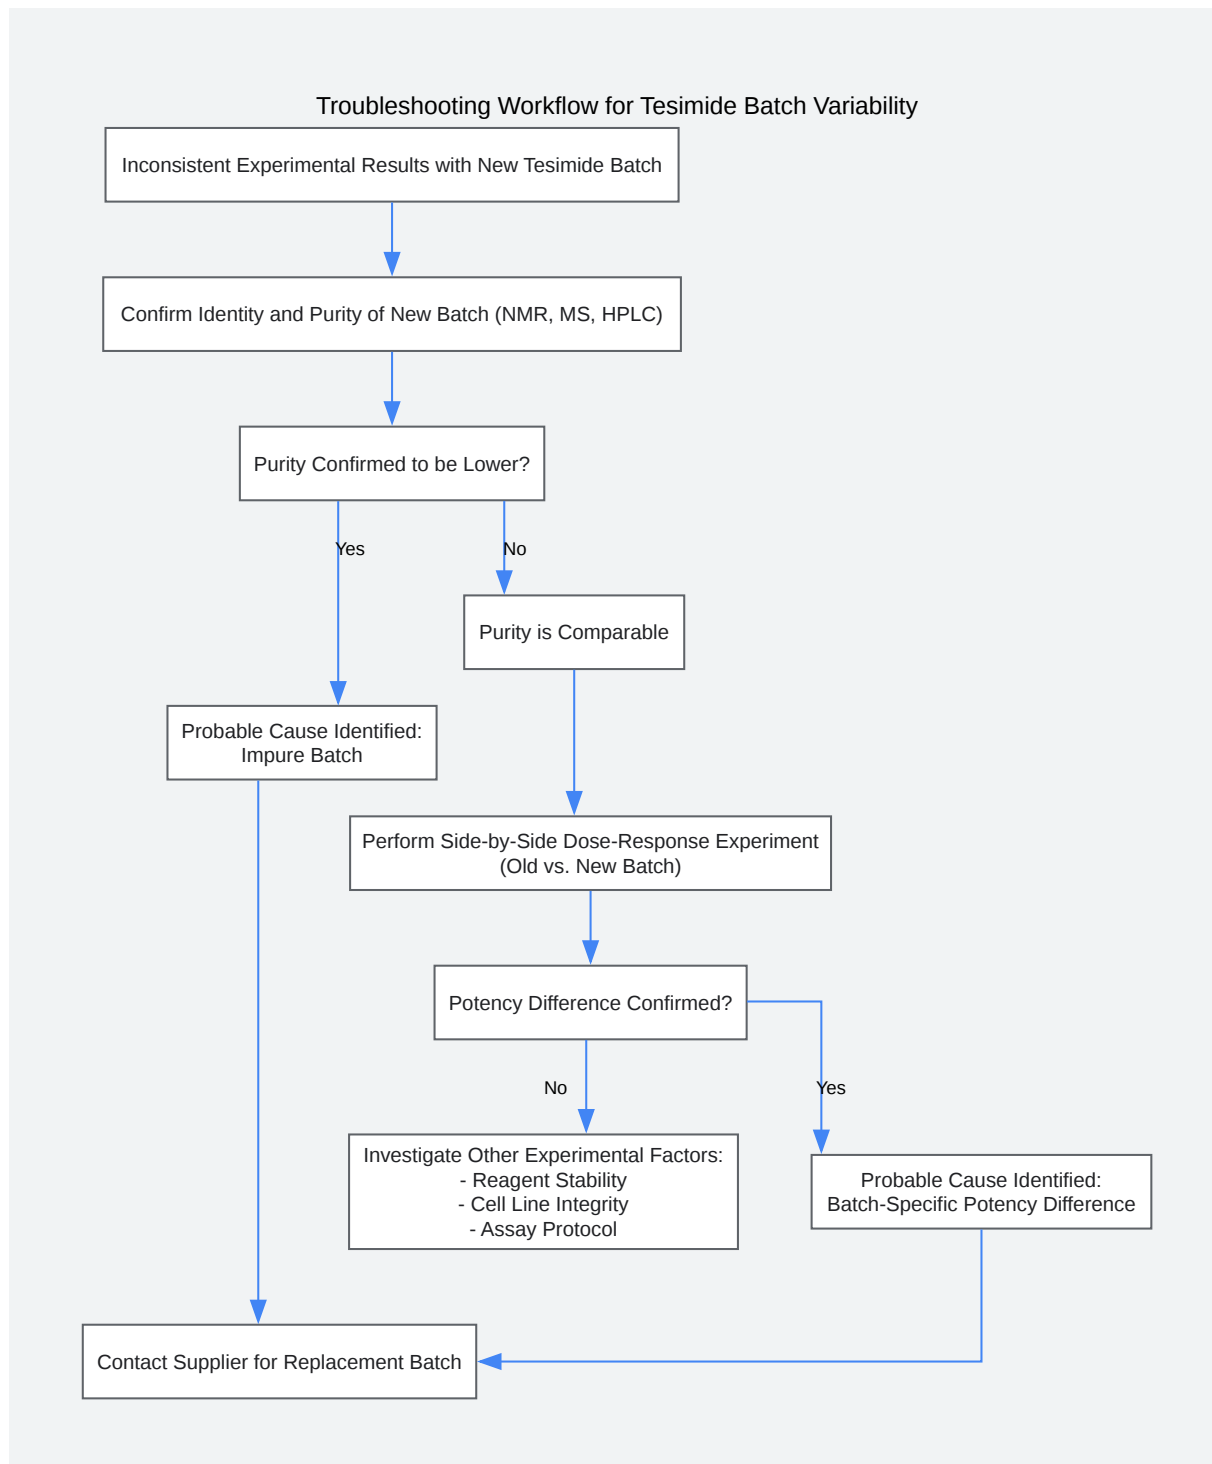 Troubleshooting Workflow for Tesimide Batch Variability
Inconsistent Experimental Results with New Tesimide Batch
Confirm Identity and Purity of New Batch (NMR, MS, HPLC)
Purity Confirmed to be Lower?
Yes
No
Purity is Comparable
Probable Cause Identified:
Impure Batch
Perform Side-by-Side Dose-Response Experiment
(Old vs. New Batch)
Potency Difference Confirmed?
No
Yes
Investigate Other Experimental Factors:
- Reagent Stability
- Cell Line Integrity
- Assay Protocol
Probable Cause Identified:
Batch-Specific Potency Difference
Contact Supplier for Replacement Batch